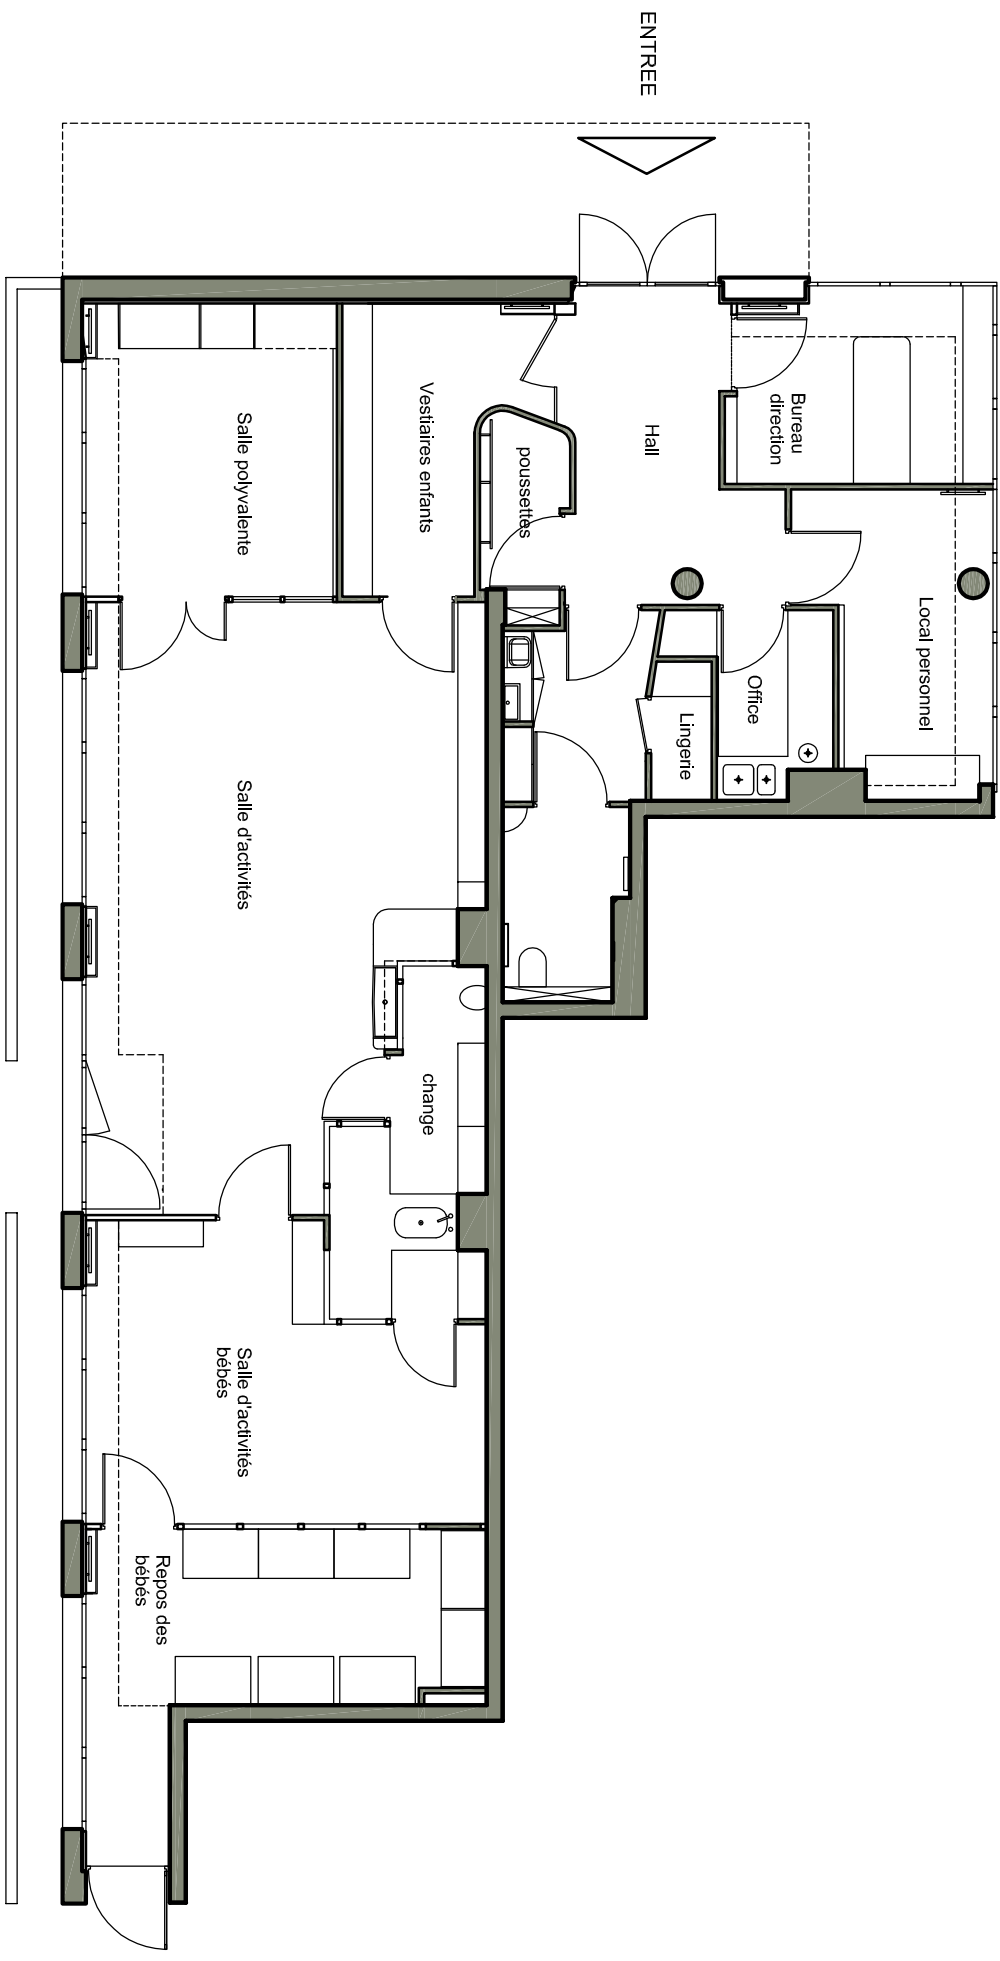 ENTREE
Bureau
direction
Hall
Vestiaires enfants
poussettes
Salle polyvalente
Local personnel
Office
Lingerie
Salle d'activités
change
Salle d'activités
bébés
Repos des
bébés